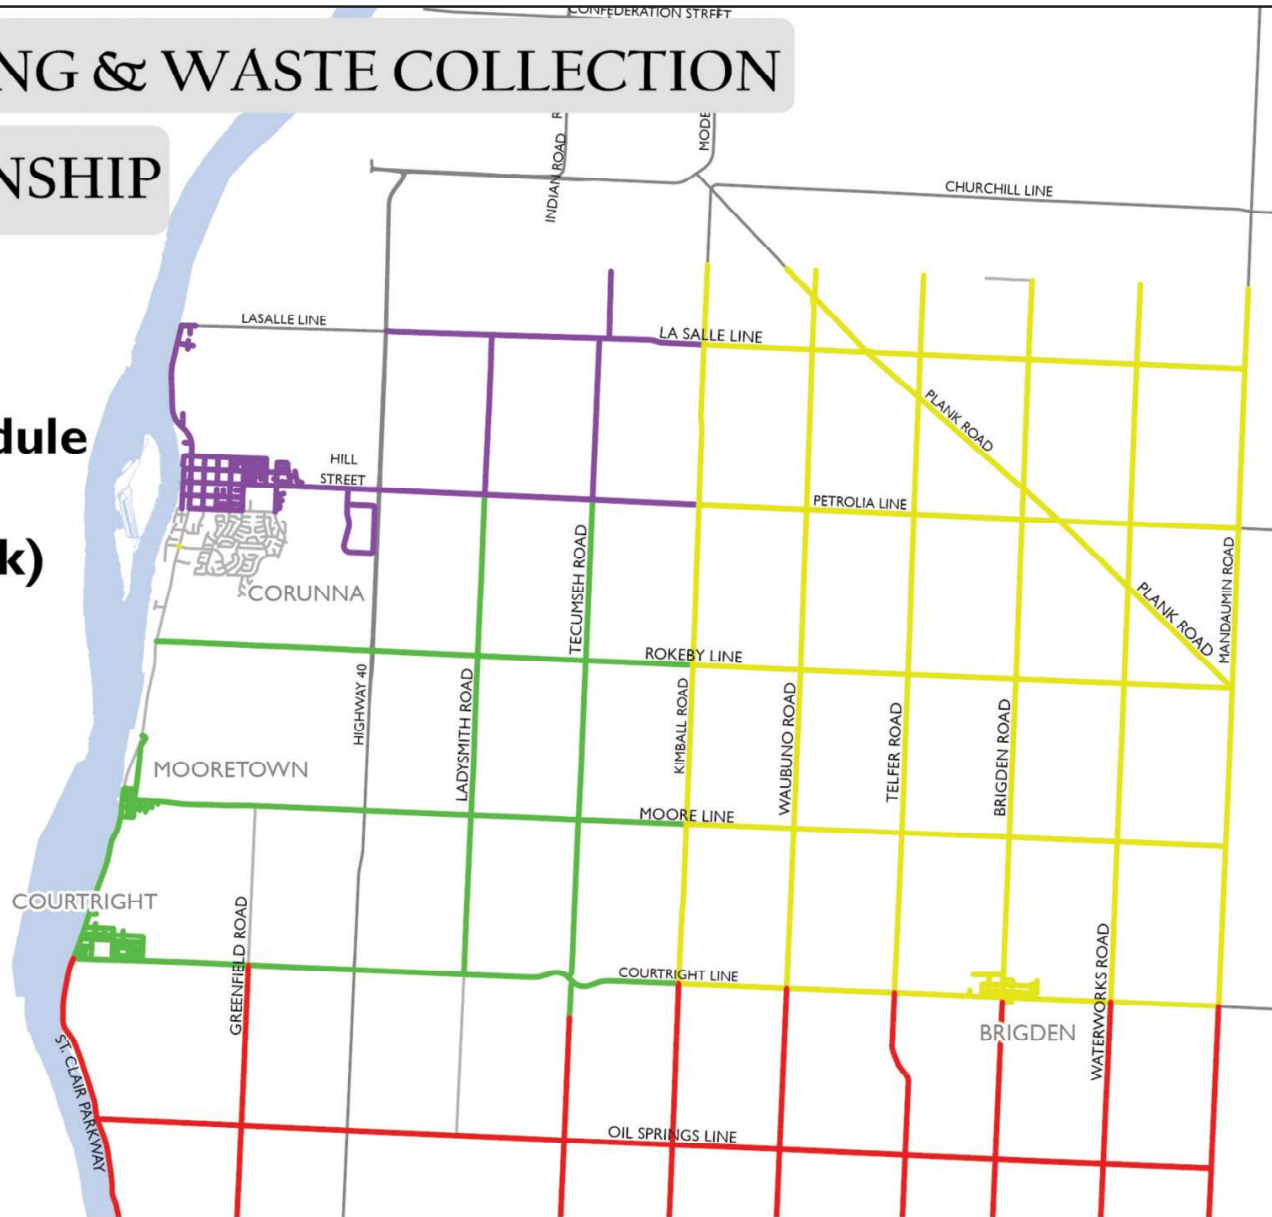 CONFEDERATION STREET
NG & WASTE COLLECTION
NSHIP
INDIAN ROAD
MODE
CHURCHILL LINE
LASALLE LINE
LA SALLE LINE
PLANK ROAD
dule
HILL
STREET
PETROLIA LINE
k)
CORUNNA
TECUMSEH ROAD
MANDAUMIN ROAD
PLANK ROAD
ROKEBY LINE
HIGHWAY 40
LADYSMITH ROAD
KIMBALL ROAD
WAUBUNO ROAD
TELFER ROAD
BRIGDEN ROAD
MOORETOWN
MOORE LINE
COURTRIGHT
GREENFIELD ROAD
COURTRIGHT LINE
WATERWORKS ROAD
BRIGDEN
ST. CLAIR PARKWAY
OIL SPRINGS LINE